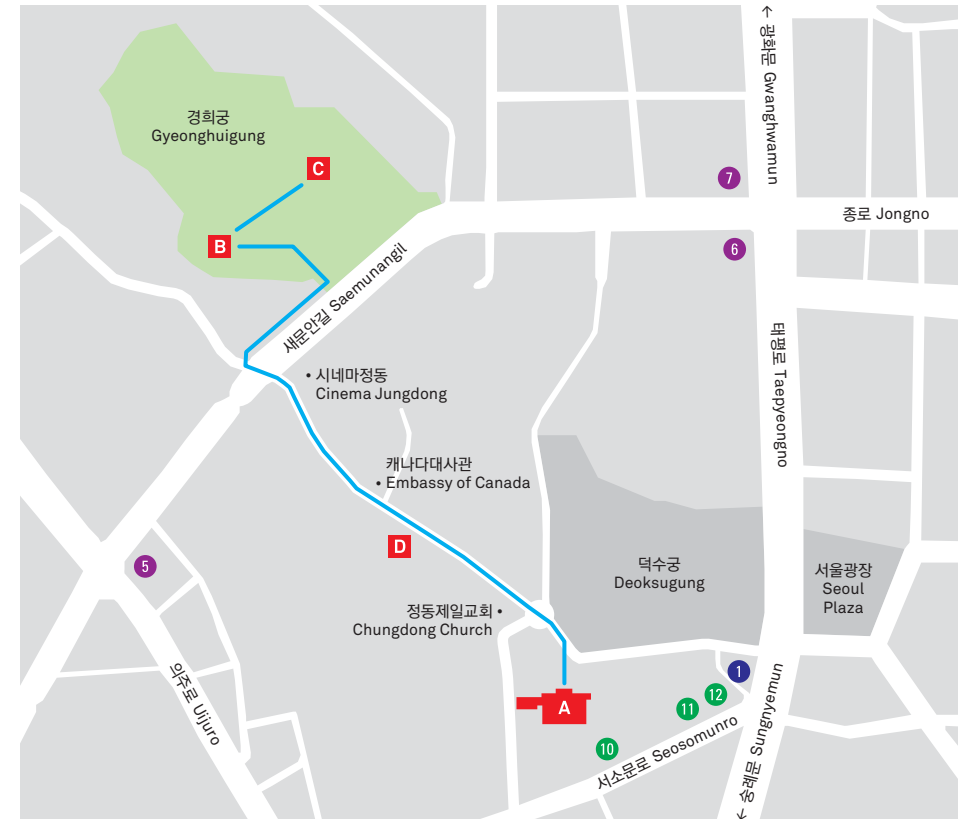 ← 광화문 Gwanghwamun
경희궁
Gyeonghuigung
C
7
종로 Jongno
B
6
새문안길 Saemunangil
태평로 Taepyeongno
• 시네마정동
Cinema Jungdong
캐나다대사관
• Embassy of Canada
D
5
덕수궁
Deoksugung
서울광장
Seoul
Plaza
정동제일교회 •
Chungdong Church
의주로 Uijuro
1
12
11
A
10
서소문로 Seosomunro
← 숭례문 Sungnyemun